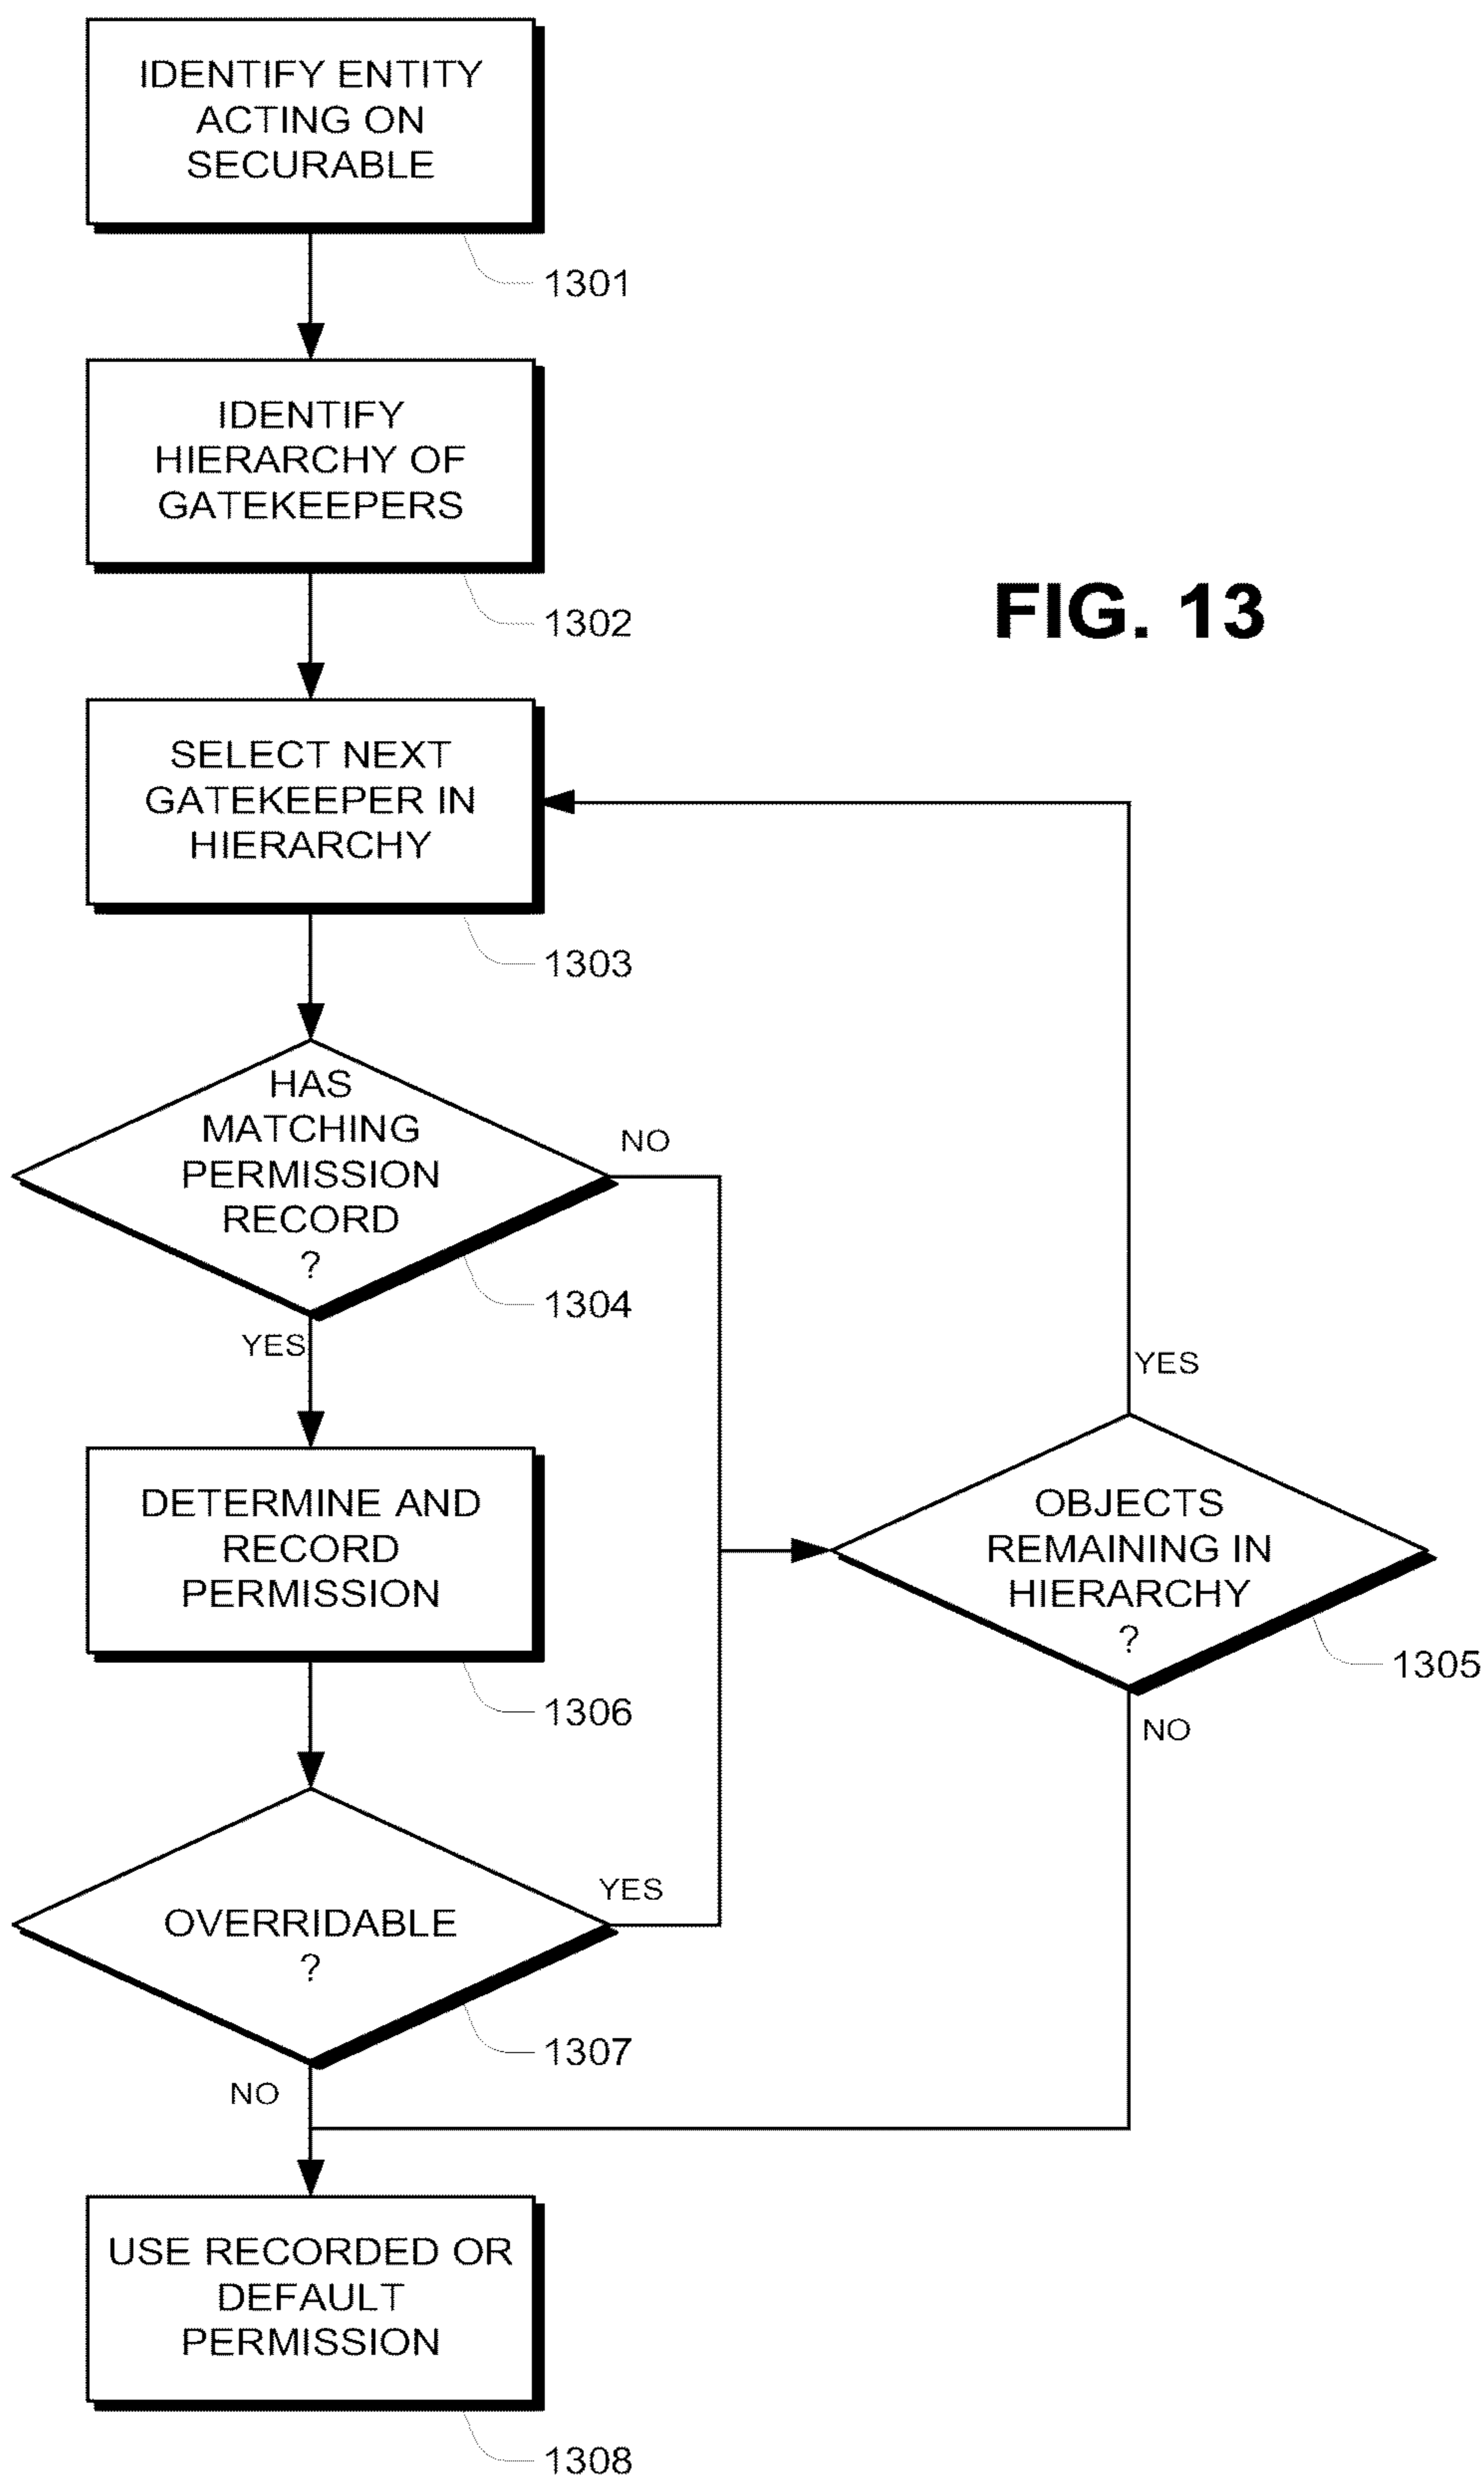 IDENTIFY ENTITY
ACTING ON
SECURABLE
1301
IDENTIFY
HIERARCHY OF
GATEKEEPERS
1302
FIG. 13
SELECT NEXT
GATEKEEPER IN
HIERARCHY
1303
HAS
MATCHING
PERMISSION
RECORD
?
NO
1304
YES
DETERMINE AND
RECORD
PERMISSION
1306
YES
OBJECTS
REMAINING IN
HIERARCHY
?
1305
NO
OVERRIDABLE
?
YES
1307
NO
USE RECORDED OR
DEFAULT
PERMISSION
1308